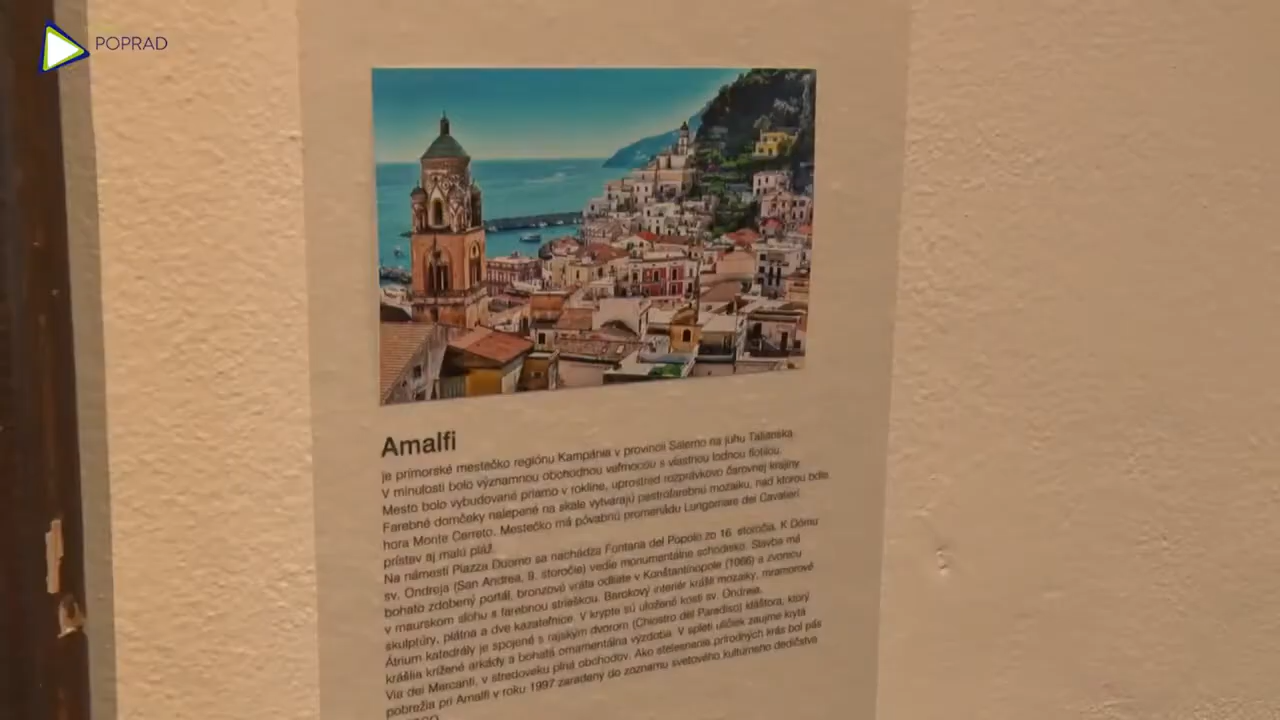 POPRAD
Amalfi
je prímorské mestečko regiónu Kampánia v provincii Salerno na juhu Talianska.
V minulosti bolo významnou obchodnou veľmocou s vlastnou lodnou flotilou.
Mesto bolo vybudované priamo v rokline, uprostred rozprávkovo čarovnej krajiny.
Farebné domčeky nalepené na skale vytvárajú pestrofarebnú mozaiku, nad ktorou bdie
hora Monte Cerreto. Mestečko má pôvabnú promenádu Lungomare dei Cavalieri,
prístav aj malú pláž.
Na námestí Piazza Duomo sa nachádza Fontana del Popolo zo 16. storočia. K Dómu
sv. Ondreja (San Andrea, 9. storočie) vedie monumentálne schodisko. Stavba má
bohato zdobený portál, bronzové vráta odliate v Konštantinopole (1066) a zvonicu
v maurskom slohu s farebnou strieškou. Barokový interiér krášli mozaiky, mramorové
skulptúry, plátna a dve kazateľnice. V krypte sú uložené kosti sv. Ondreja.
Átrium katedrály je spojené s rajským dvorom (Chiostro del Paradiso) kláštora, ktorý
krášlia krížené arkády a bohatá ornamentálna výzdoba. V spleti uličiek zaujme krytá
Via dei Mercanti, v stredoveku plná obchodov. Ako stelesnenie prírodných krás bol pás
pobrežia pri Amalfi v roku 1997 zaradený do zoznamu svetového kultúrneho dedičstva